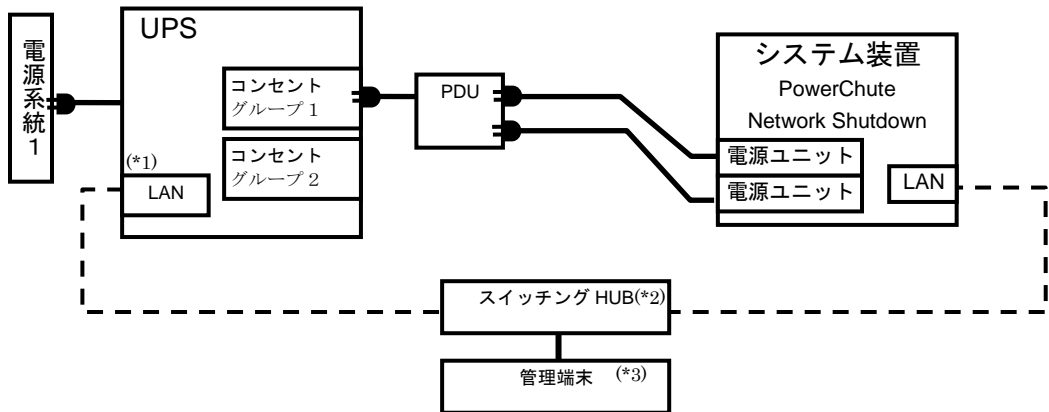 電源系統1
UPS
コンセント
グループ1
コンセント
グループ2
(*1)
LAN
PDU
システム装置
PowerChute
Network Shutdown
電源ユニット
電源ユニット
LAN
スイッチング HUB(*2)
管理端末 (*3)